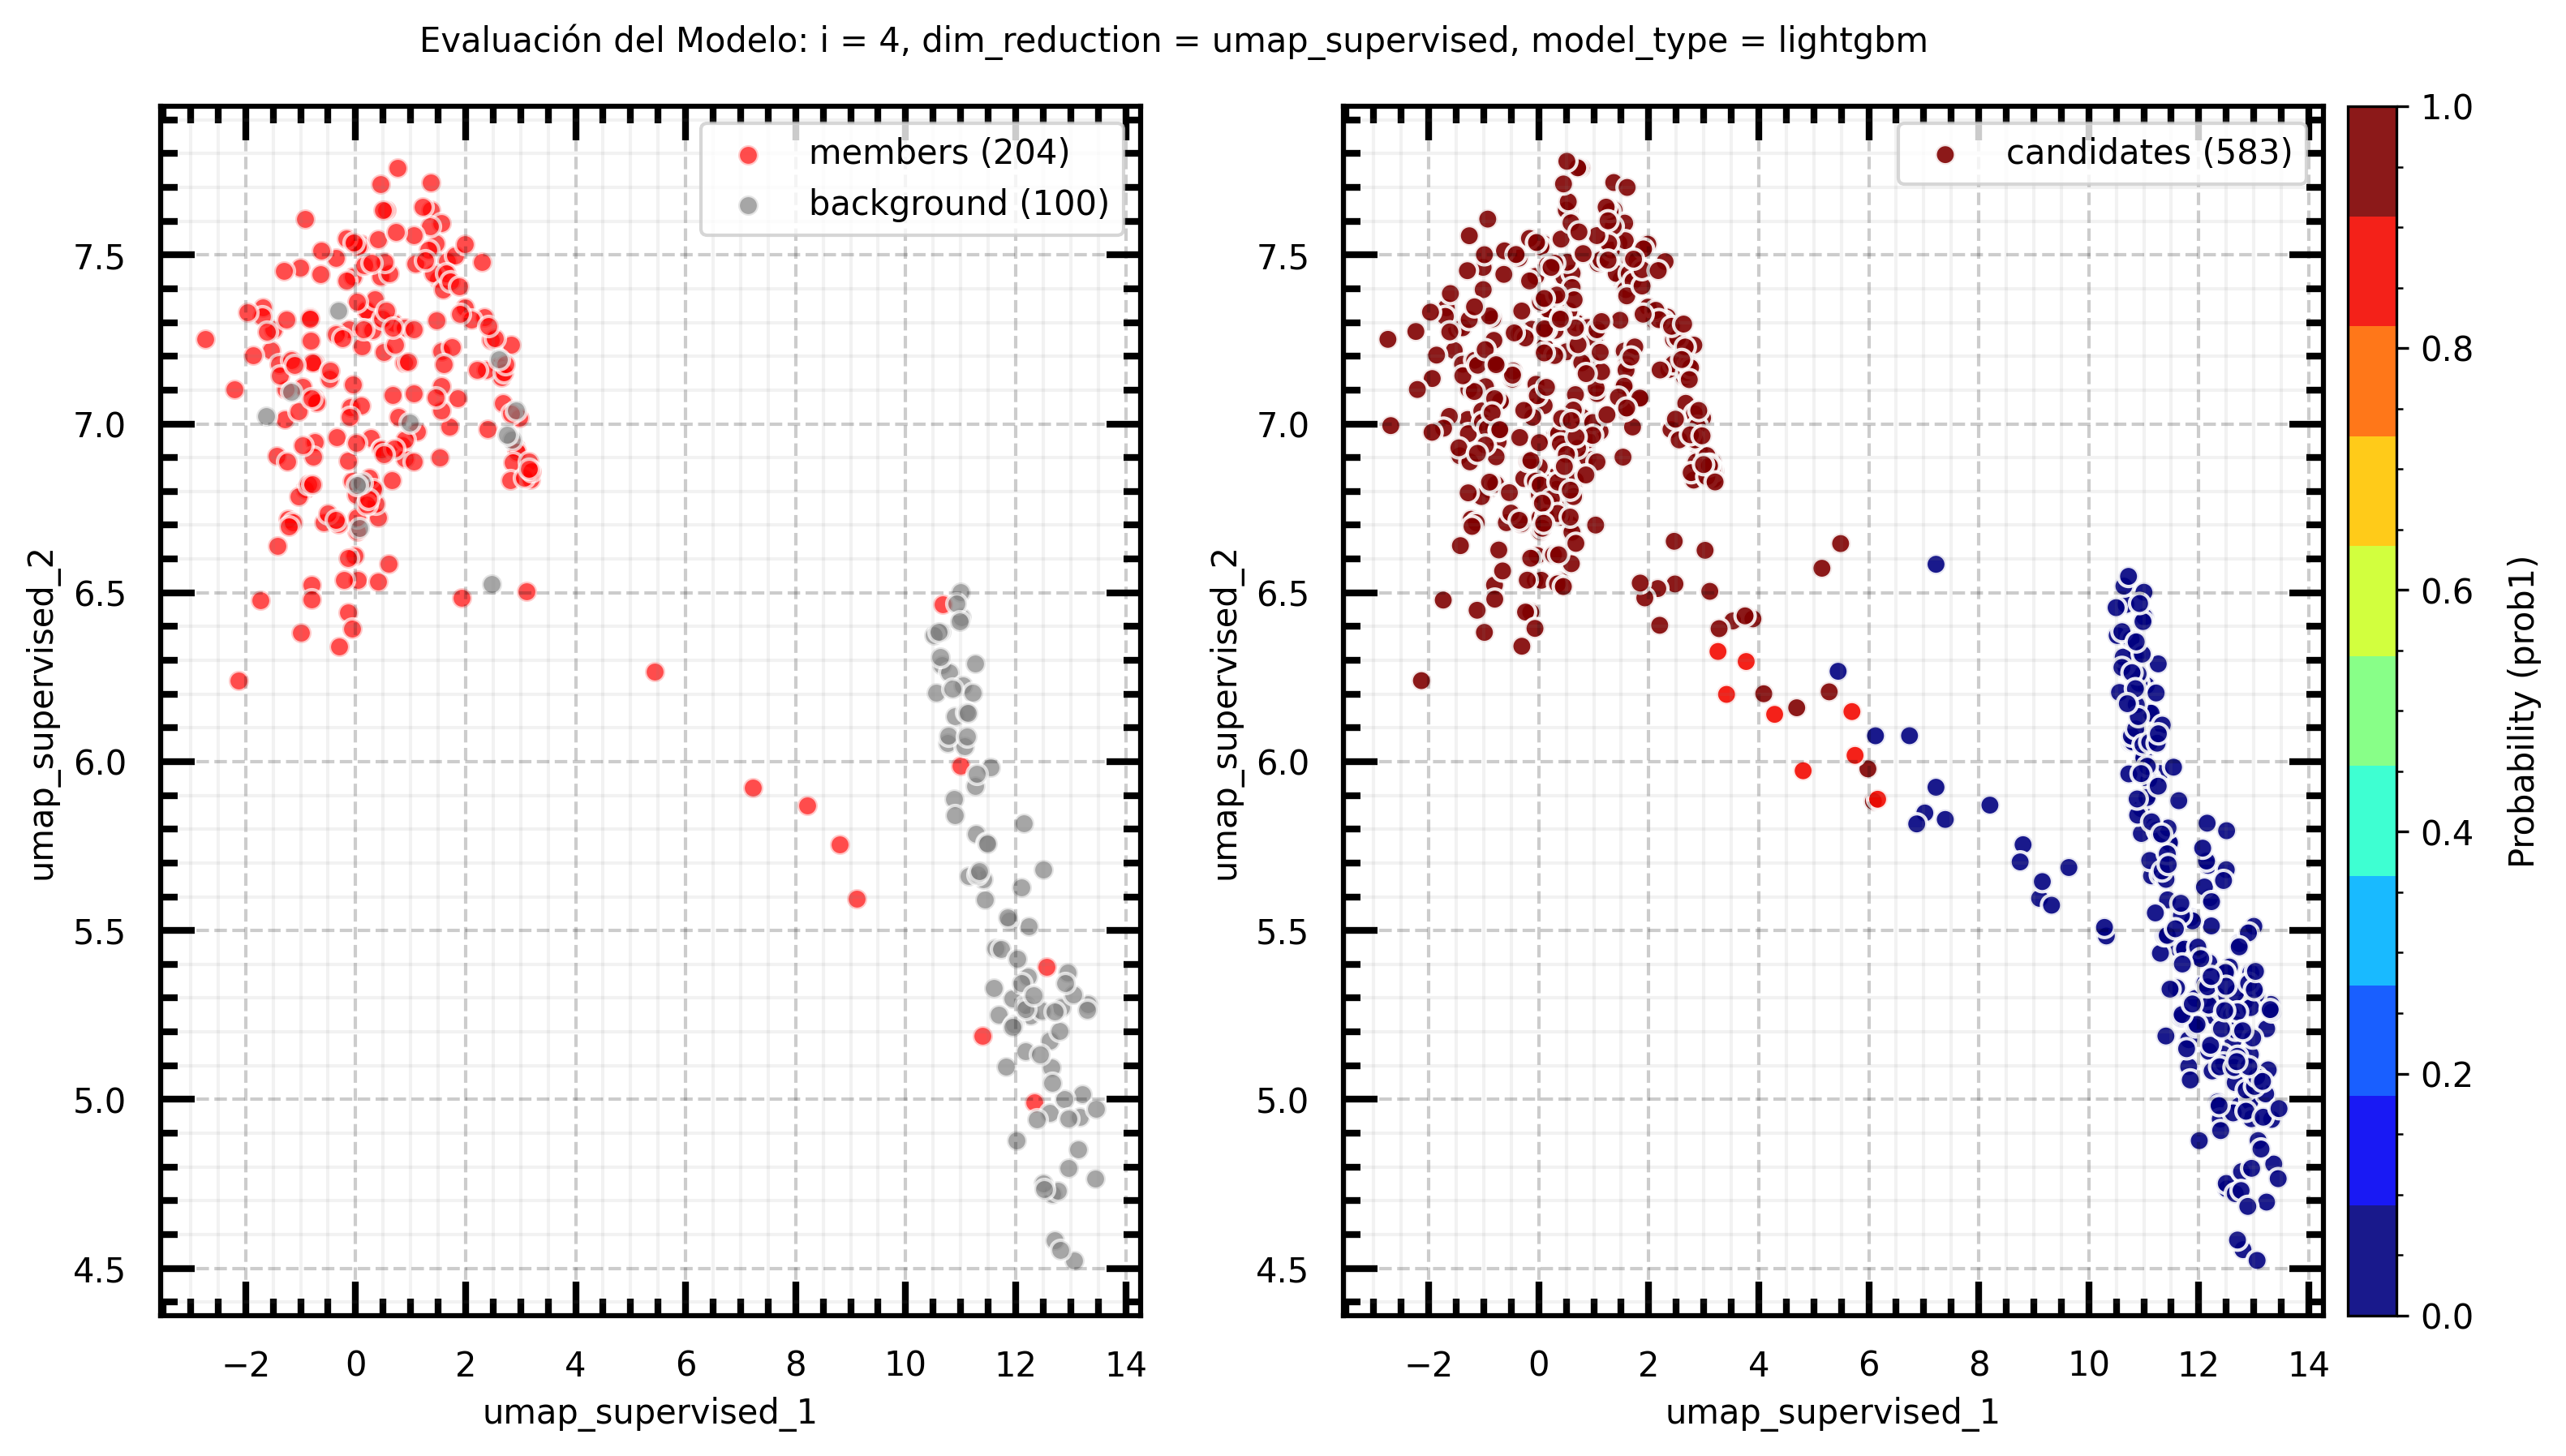 Evaluación del Modelo: i = 4, dim_reduction = umap_supervised, model_type = lightgbm
members (204)
background (100)
7.5
7.0
6.5
6.0
5.5
5.0
4.5
umap_supervised_2
−2 0 2 4 6 8 10 12 14
umap_supervised_1
candidates (583)
7.5
7.0
6.5
6.0
5.5
5.0
4.5
umap_supervised_2
−2 0 2 4 6 8 10 12 14
umap_supervised_1
1.0
0.8
0.6
0.4
0.2
0.0
Probability (prob1)